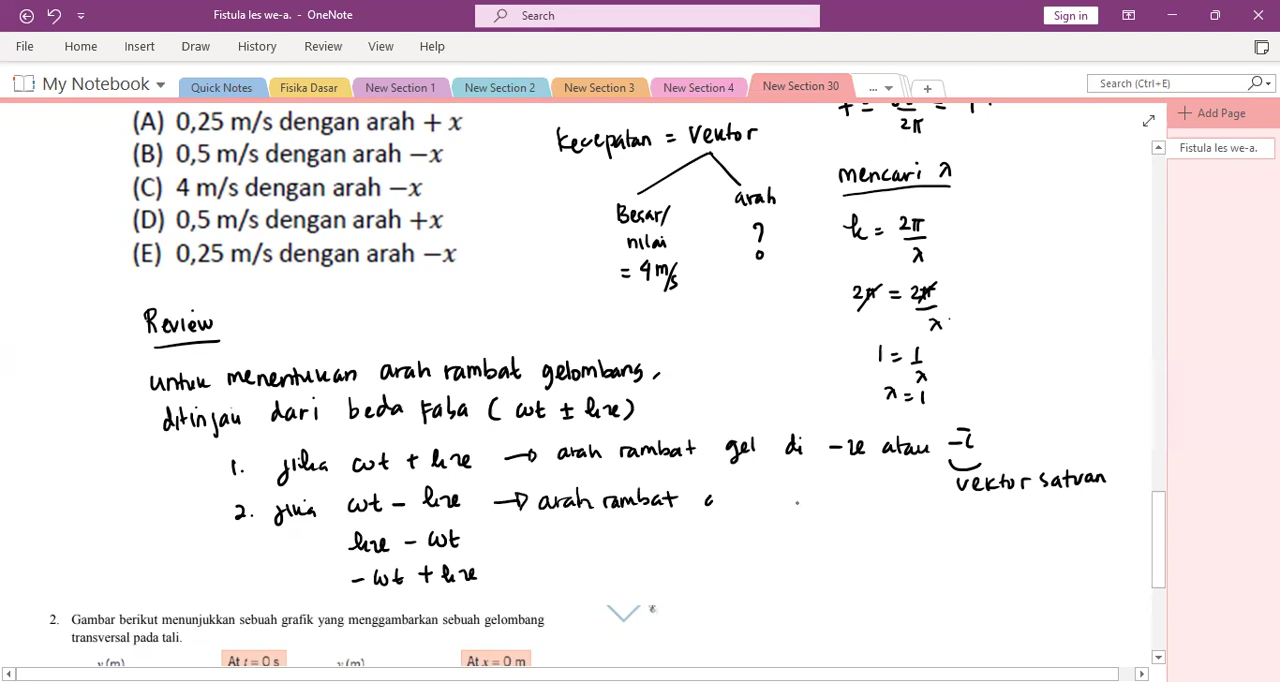 Fistula les we-a. - OneNote
Search
Sign in
File Home Insert Draw History Review View Help
My Notebook
Quick Notes Fisika Dasar New Section 1 New Section 2 New Section 3 New Section 4 New Section 30 ...
Search (Ctrl+E)
Add Page
Fistula les we-a.
(A) 0,25 m/s dengan arah + x
(B) 0,5 m/s dengan arah −x
(C) 4 m/s dengan arah −x
(D) 0,5 m/s dengan arah +x
(E) 0,25 m/s dengan arah −x
kecepatan = Vektor
Besar/
nilai
= 4 m/s
arah
?
2π
mencari λ
k = 2π/λ
2π = 2π/λ
1 = 1/λ
λ = 1
Review
untuk menentukan arah rambat gelombang,
ditinjau dari beda fasa ( ωt ± kx )
1. jika ωt + kx → arah rambat gel di -x atau -i
vektor satuan
2. jika ωt - kx → arah rambat
kx - ωt
- ωt + kx
2. Gambar berikut menunjukkan sebuah grafik yang menggambarkan sebuah gelombang
transversal pada tali.
y (m) At t = 0 s y (m) At x = 0 m